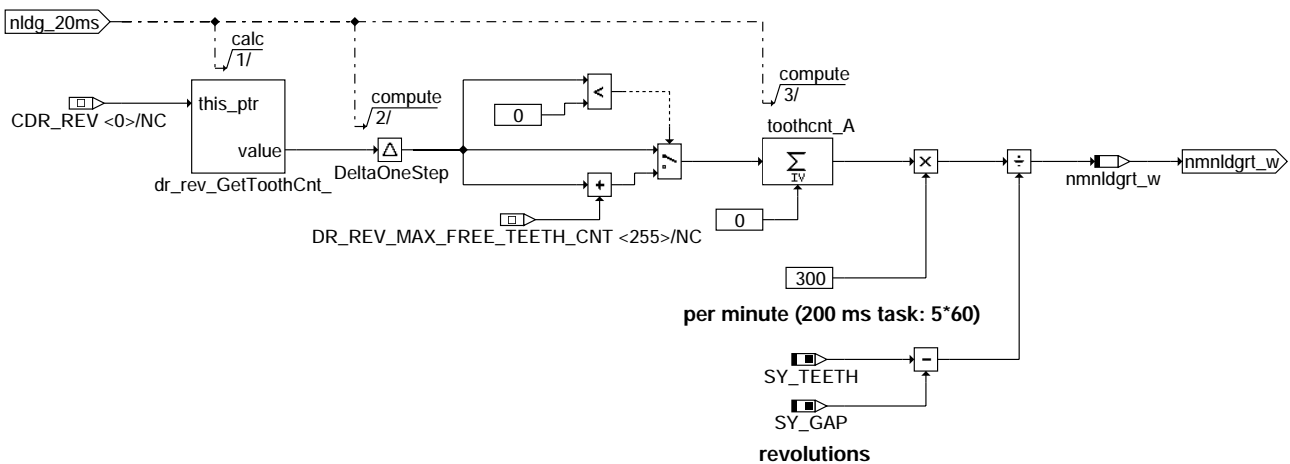 nldg_20ms
calc
1/
compute
2/
compute
3/
this_ptr
value
CDR_REV <0>/NC
dr_rev_GetToothCnt_
DeltaOneStep
<
0
+
DR_REV_MAX_FREE_TEETH_CNT <255>/NC
toothcnt_A
Σ
IV
0
×
÷
300
nmnldgrt_w
nmnldgrt_w
per minute (200 ms task: 5*60)
SY_TEETH
-
SY_GAP
revolutions